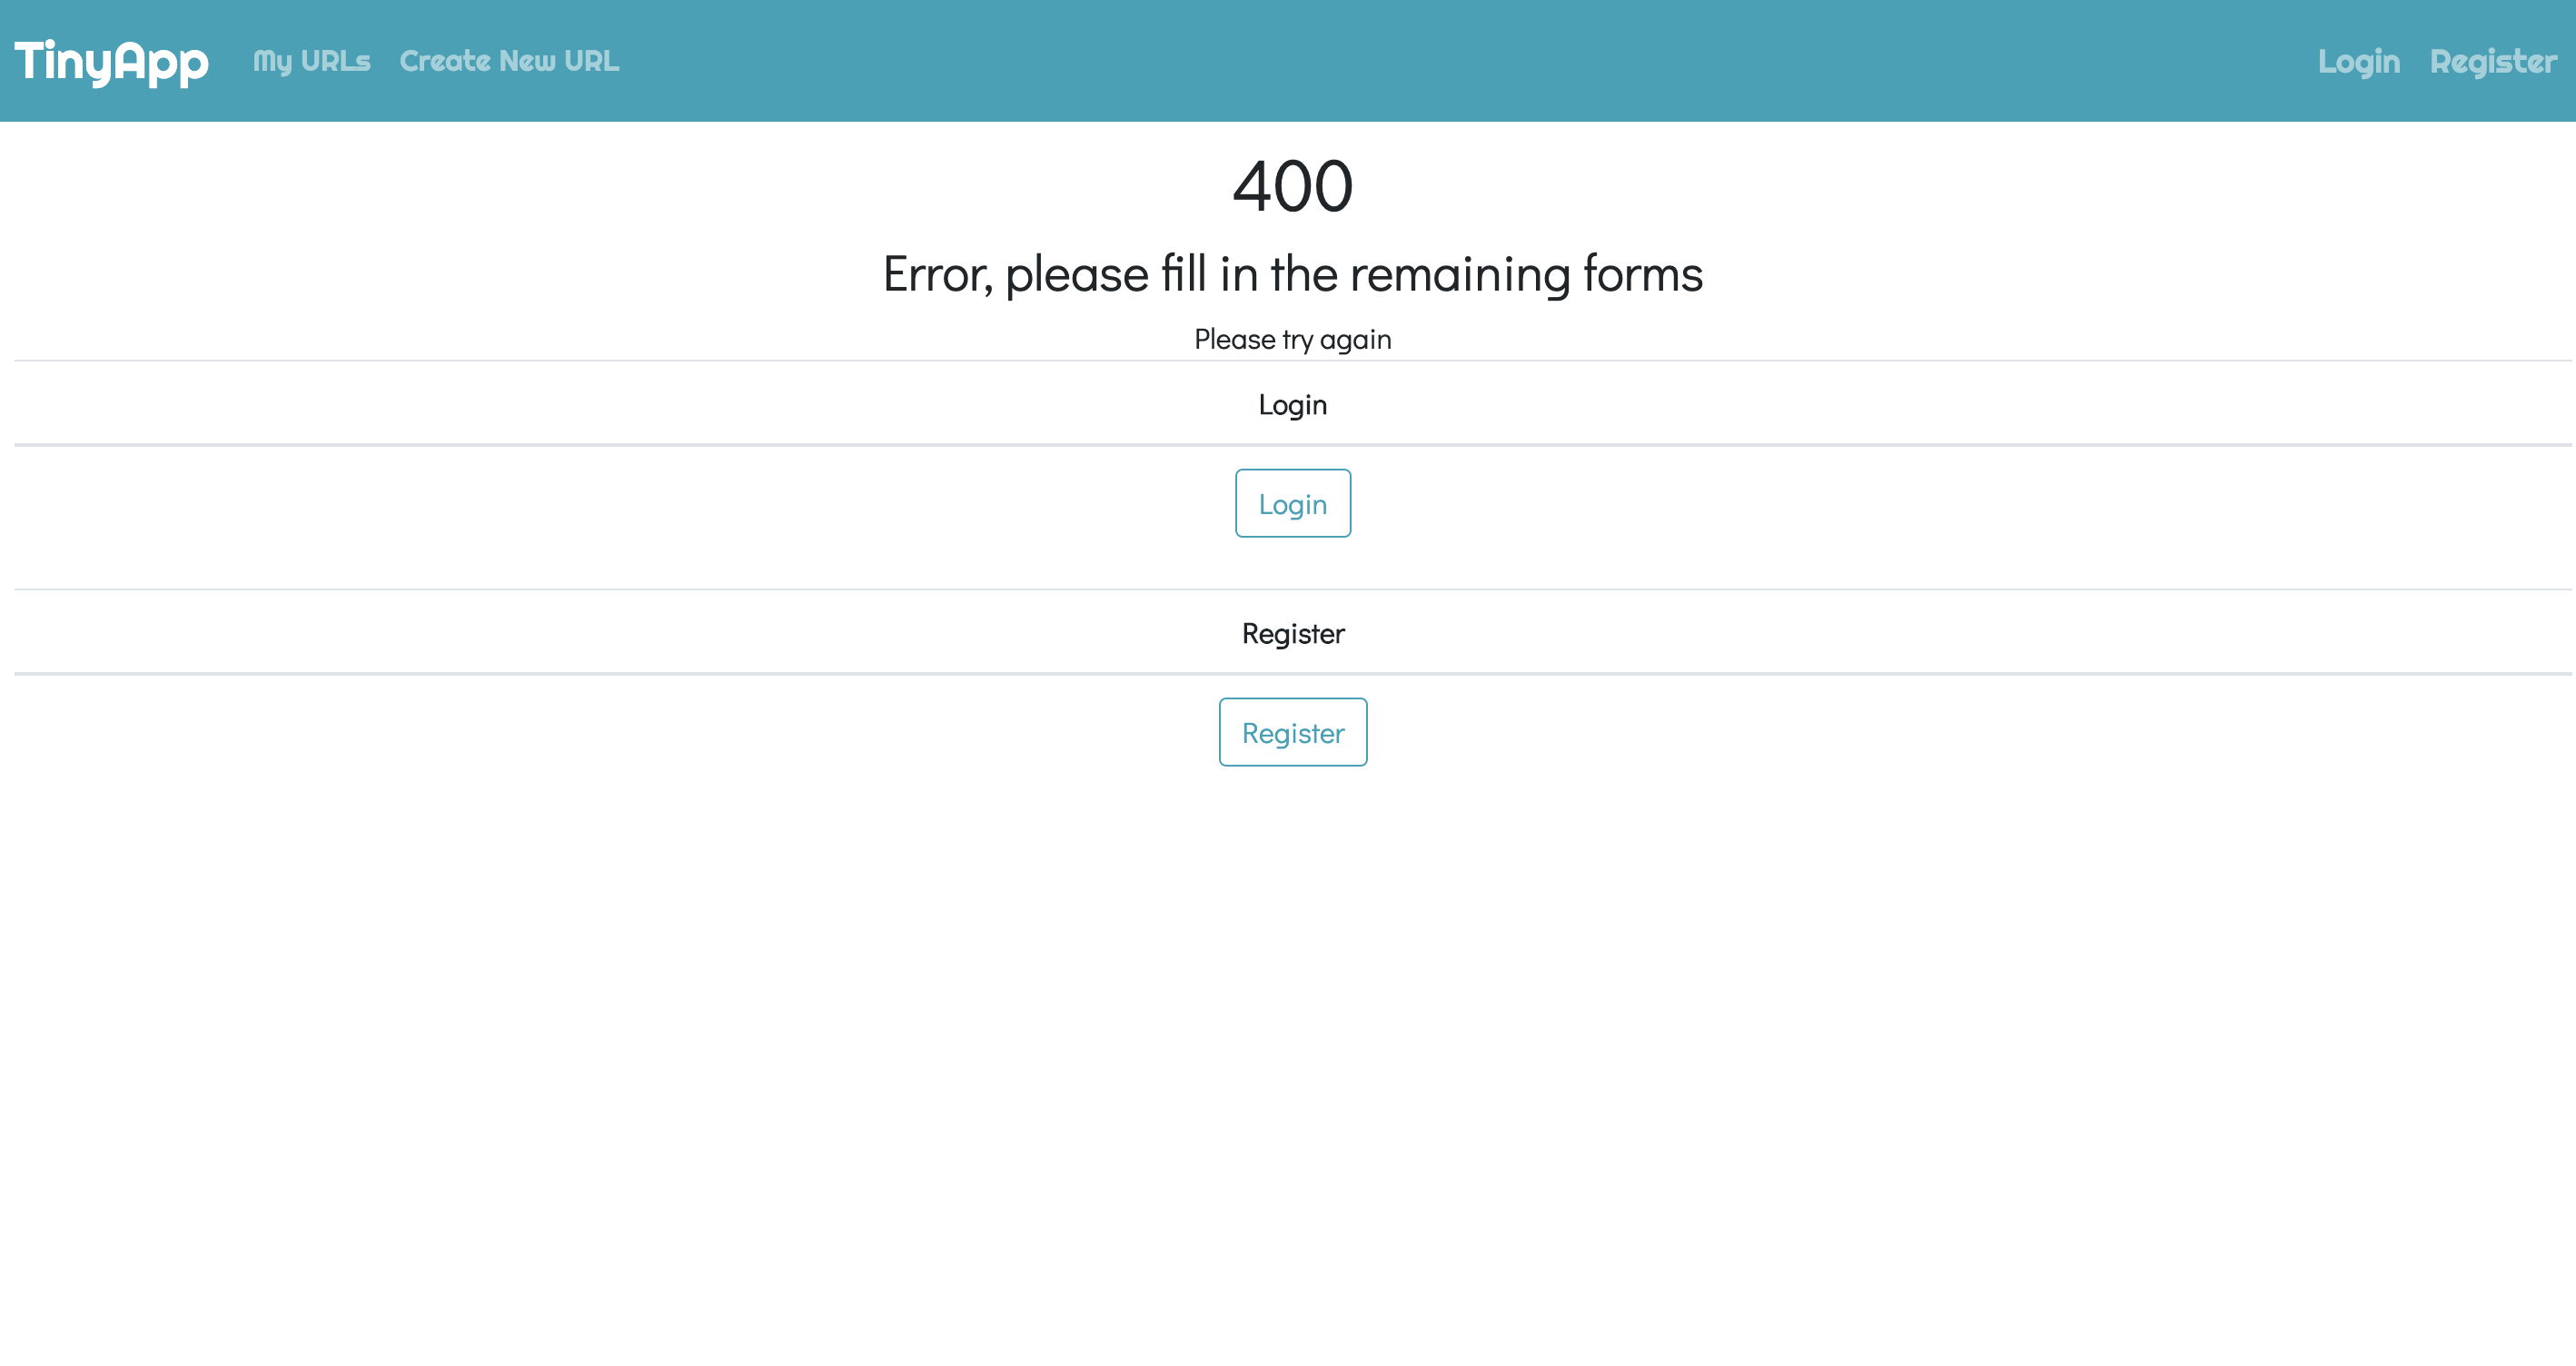 TinyApp My URLs Create New URL Login Register
400
Error, please fill in the remaining forms
Please try again
Login
Login
Register
Register